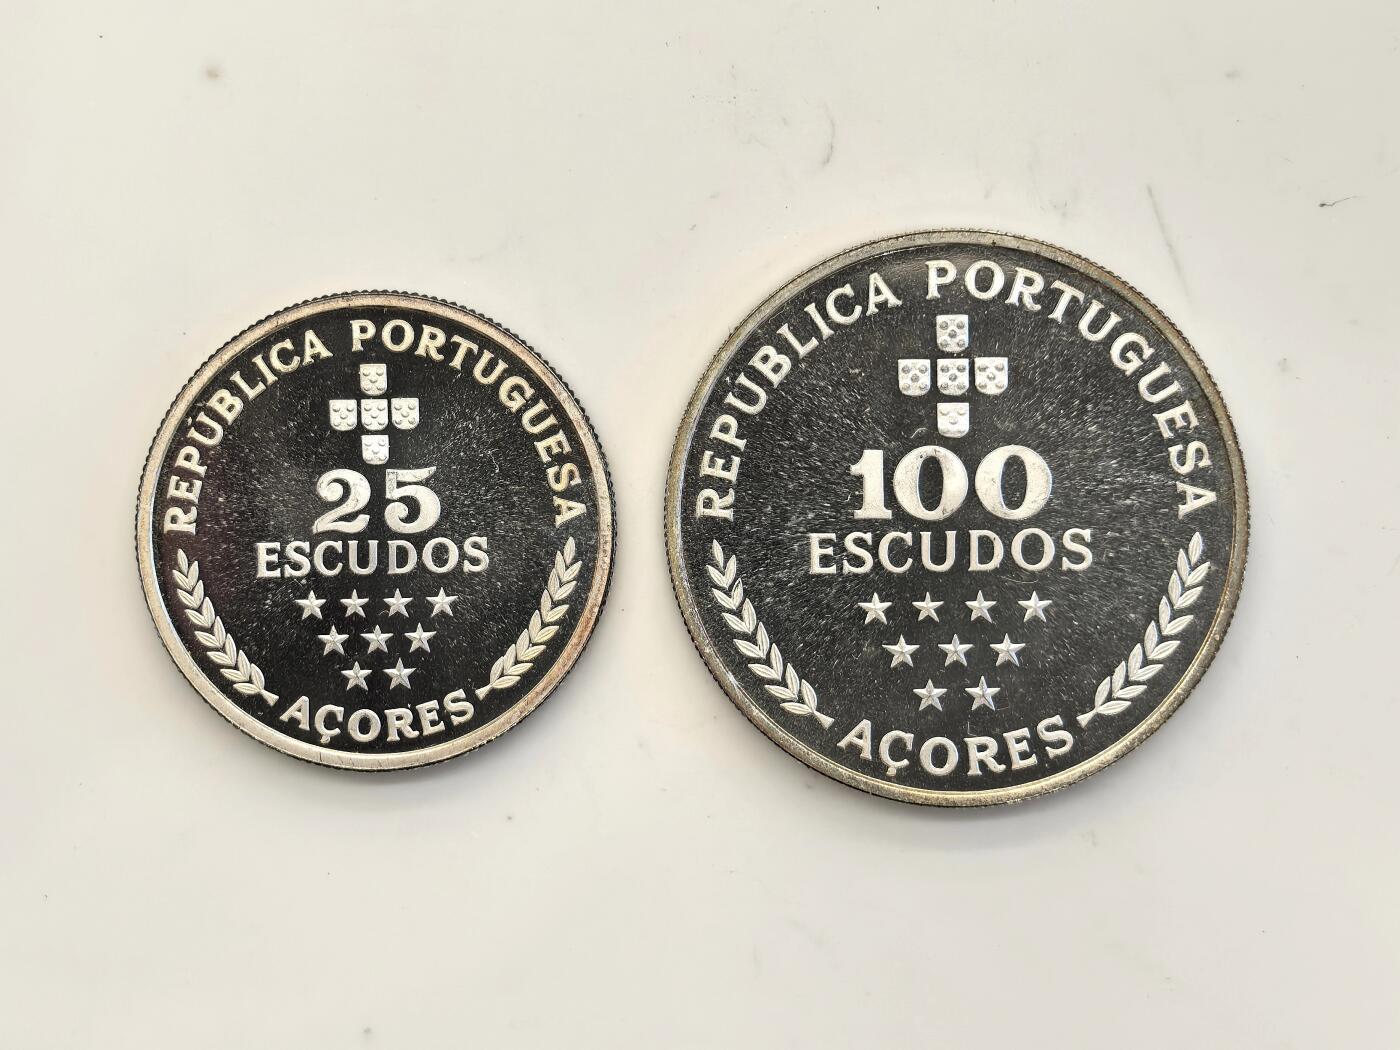 REPÚBLICA PORTUGUESA
25
ESCUDOS
AÇORES
REPÚBLICA PORTUGUESA
100
ESCUDOS
AÇORES